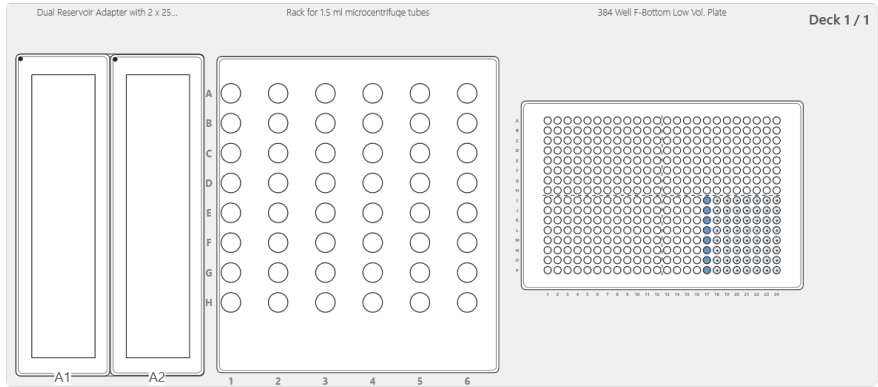 Dual Reservoir Adapter with 2 x 25...
Rack for 1.5 ml microcentrifuge tubes
384 Well F-Bottom Low Vol. Plate
Deck 1 / 1
A
B
C
D
E
F
G
H
A1
A2
1 2 3 4 5 6
A
B
C
D
E
F
G
H
I
J
K
L
M
N
O
P
1 2 3 4 5 6 7 8 9 10 11 12 13 14 15 16 17 18 19 20 21 22 23 24